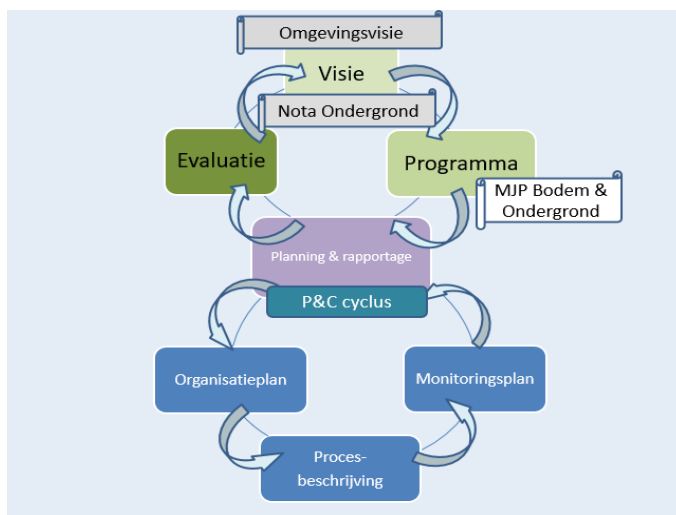 Omgevingsvisie
Visie
Nota Ondergrond
Evaluatie
Programma
MJP Bodem &
Ondergrond
Planning & rapportage
P&C cyclus
Organisatieplan
Monitoringsplan
Proces-
beschrijving